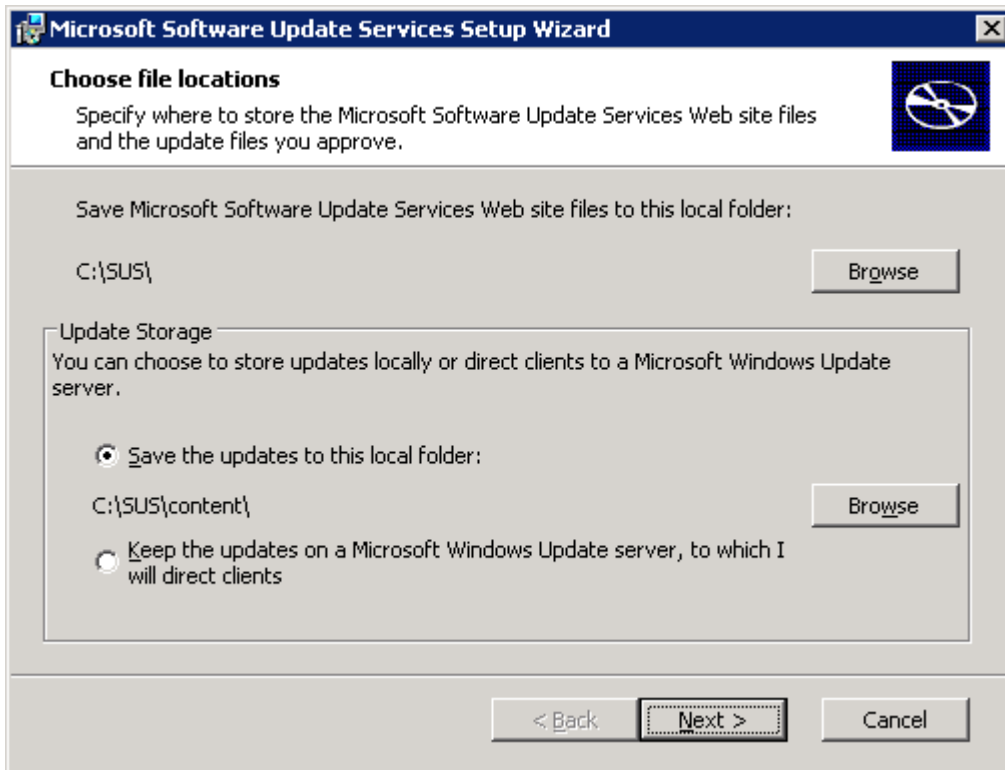 Microsoft Software Update Services Setup Wizard
Choose file locations
Specify where to store the Microsoft Software Update Services Web site files
and the update files you approve.
Save Microsoft Software Update Services Web site files to this local folder:
C:\SUS\
Browse
Update Storage
You can choose to store updates locally or direct clients to a Microsoft Windows Update
server.
Save the updates to this local folder:
C:\SUS\content\
Browse
Keep the updates on a Microsoft Windows Update server, to which I
will direct clients
< Back Next > Cancel